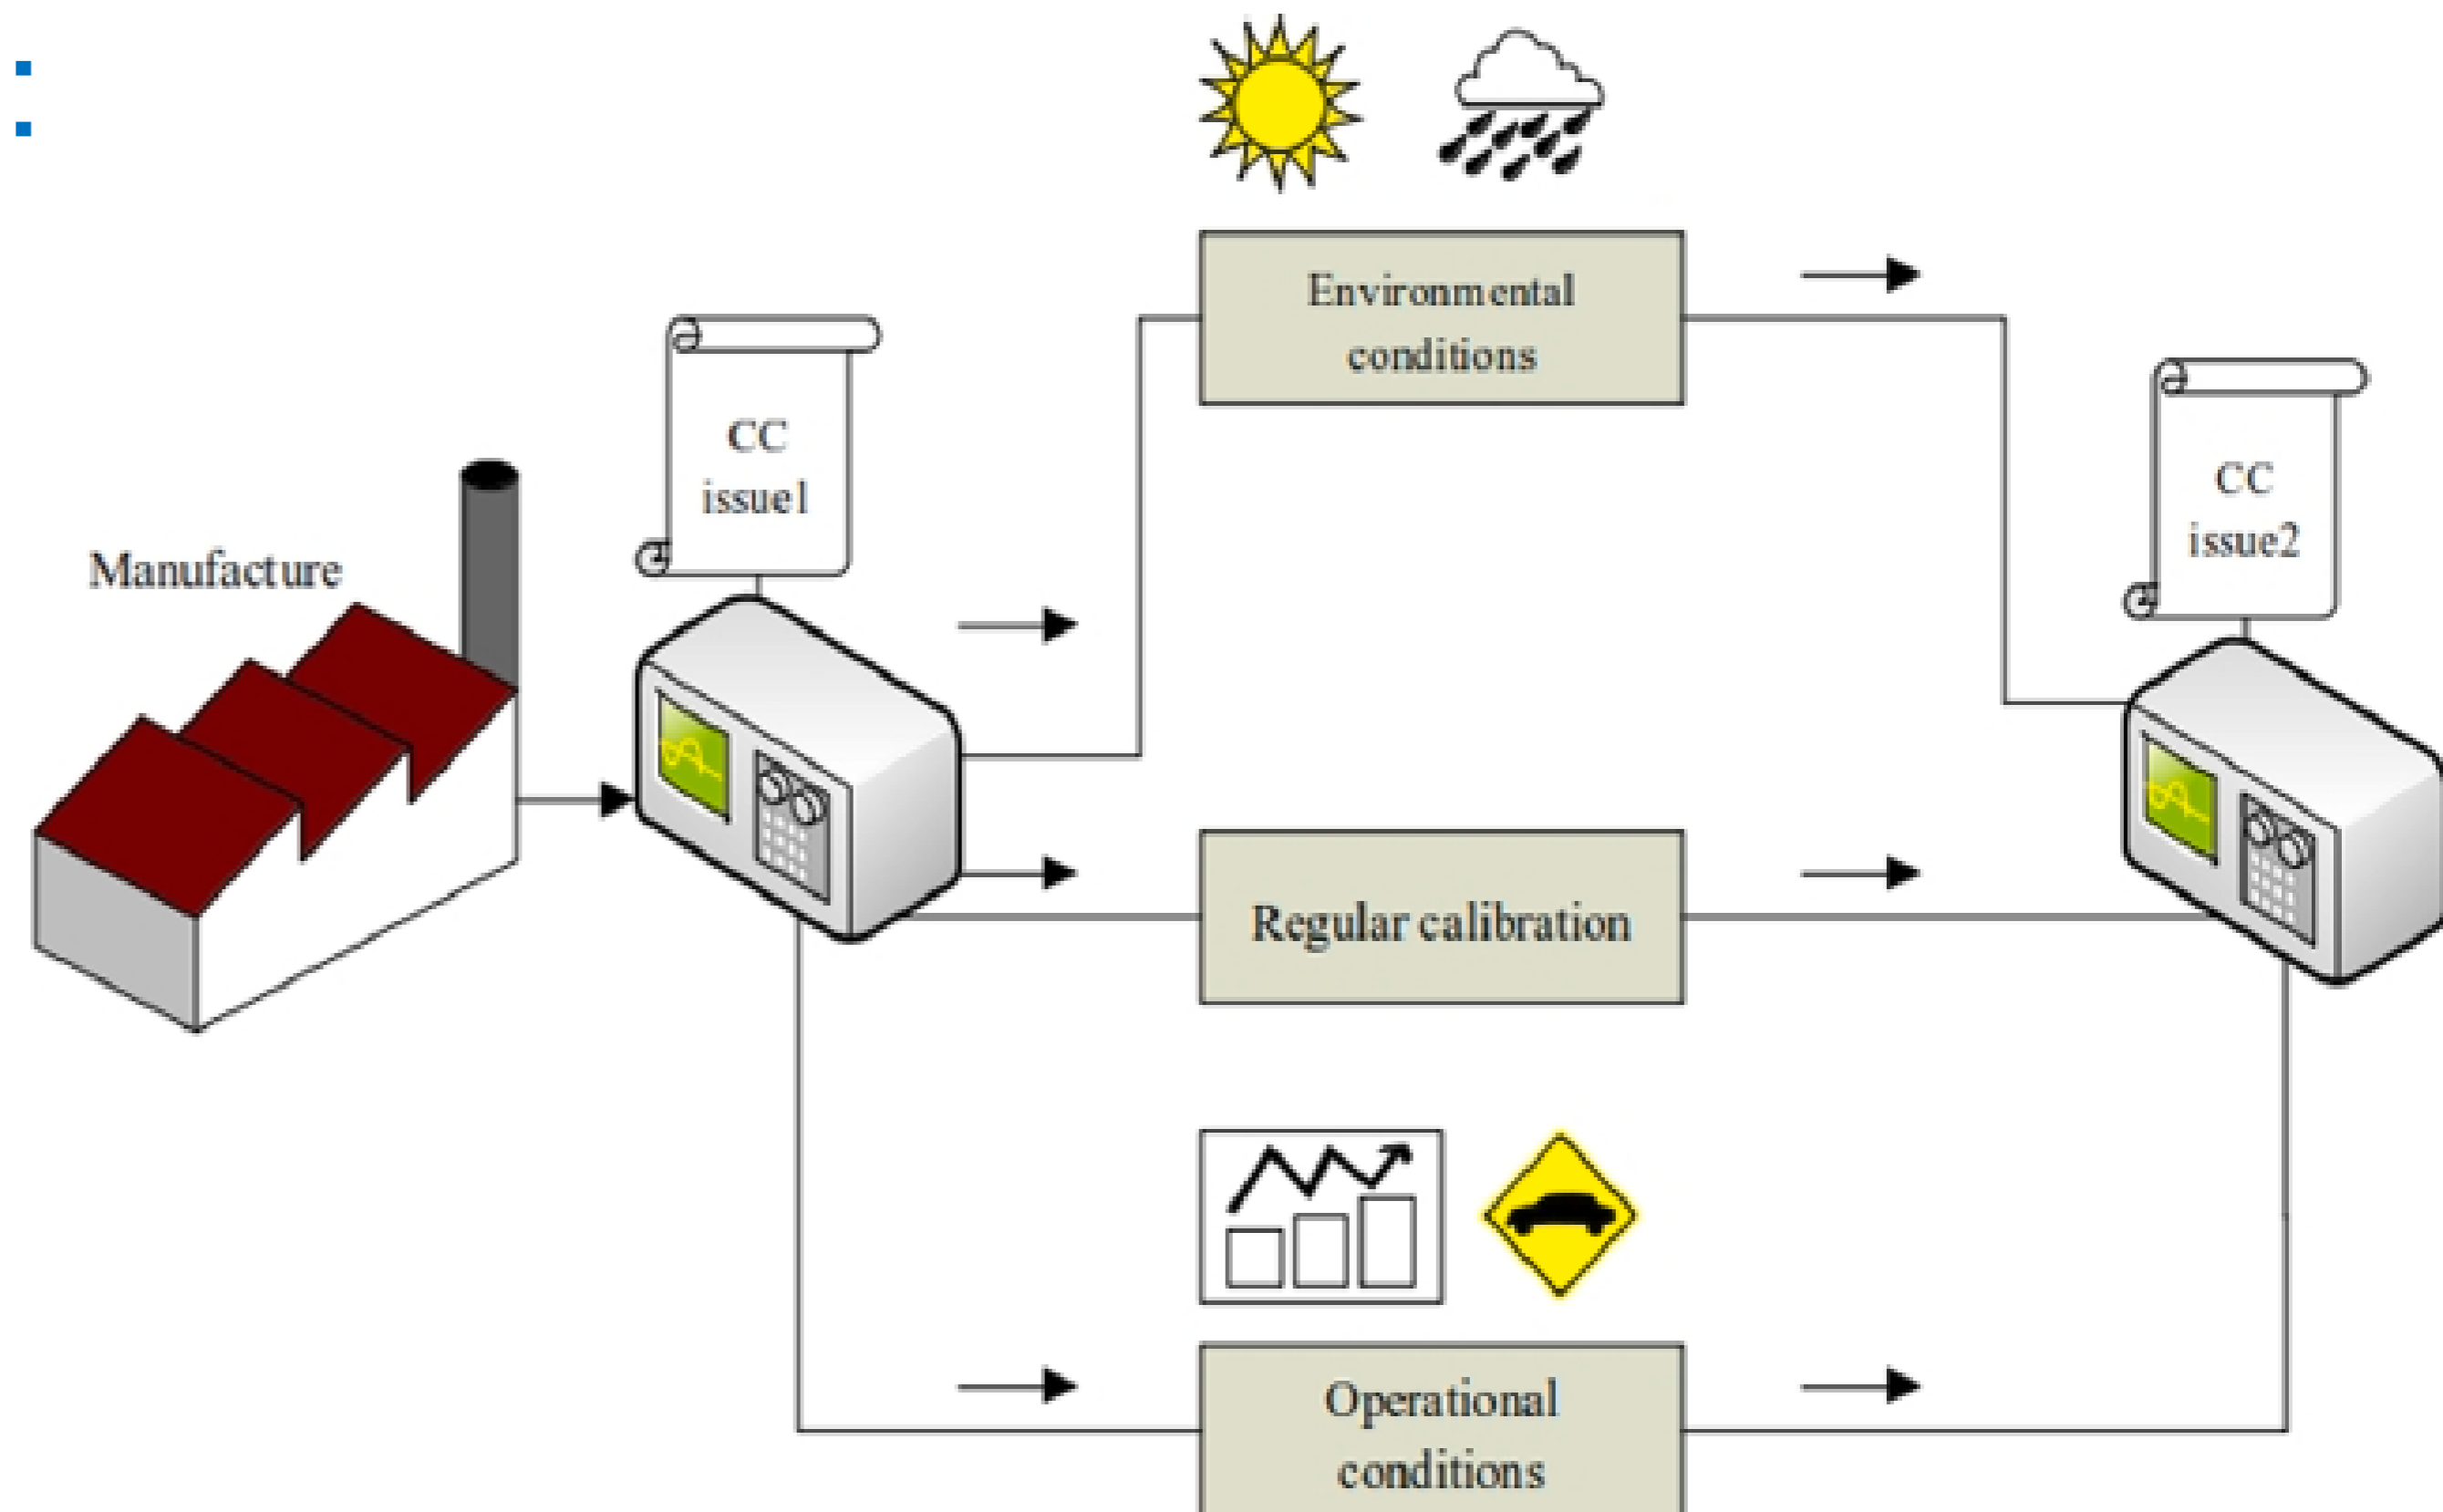 Environmental
conditions
CC
issue1
CC
issue2
Manufacture
Regular calibration
Operational
conditions